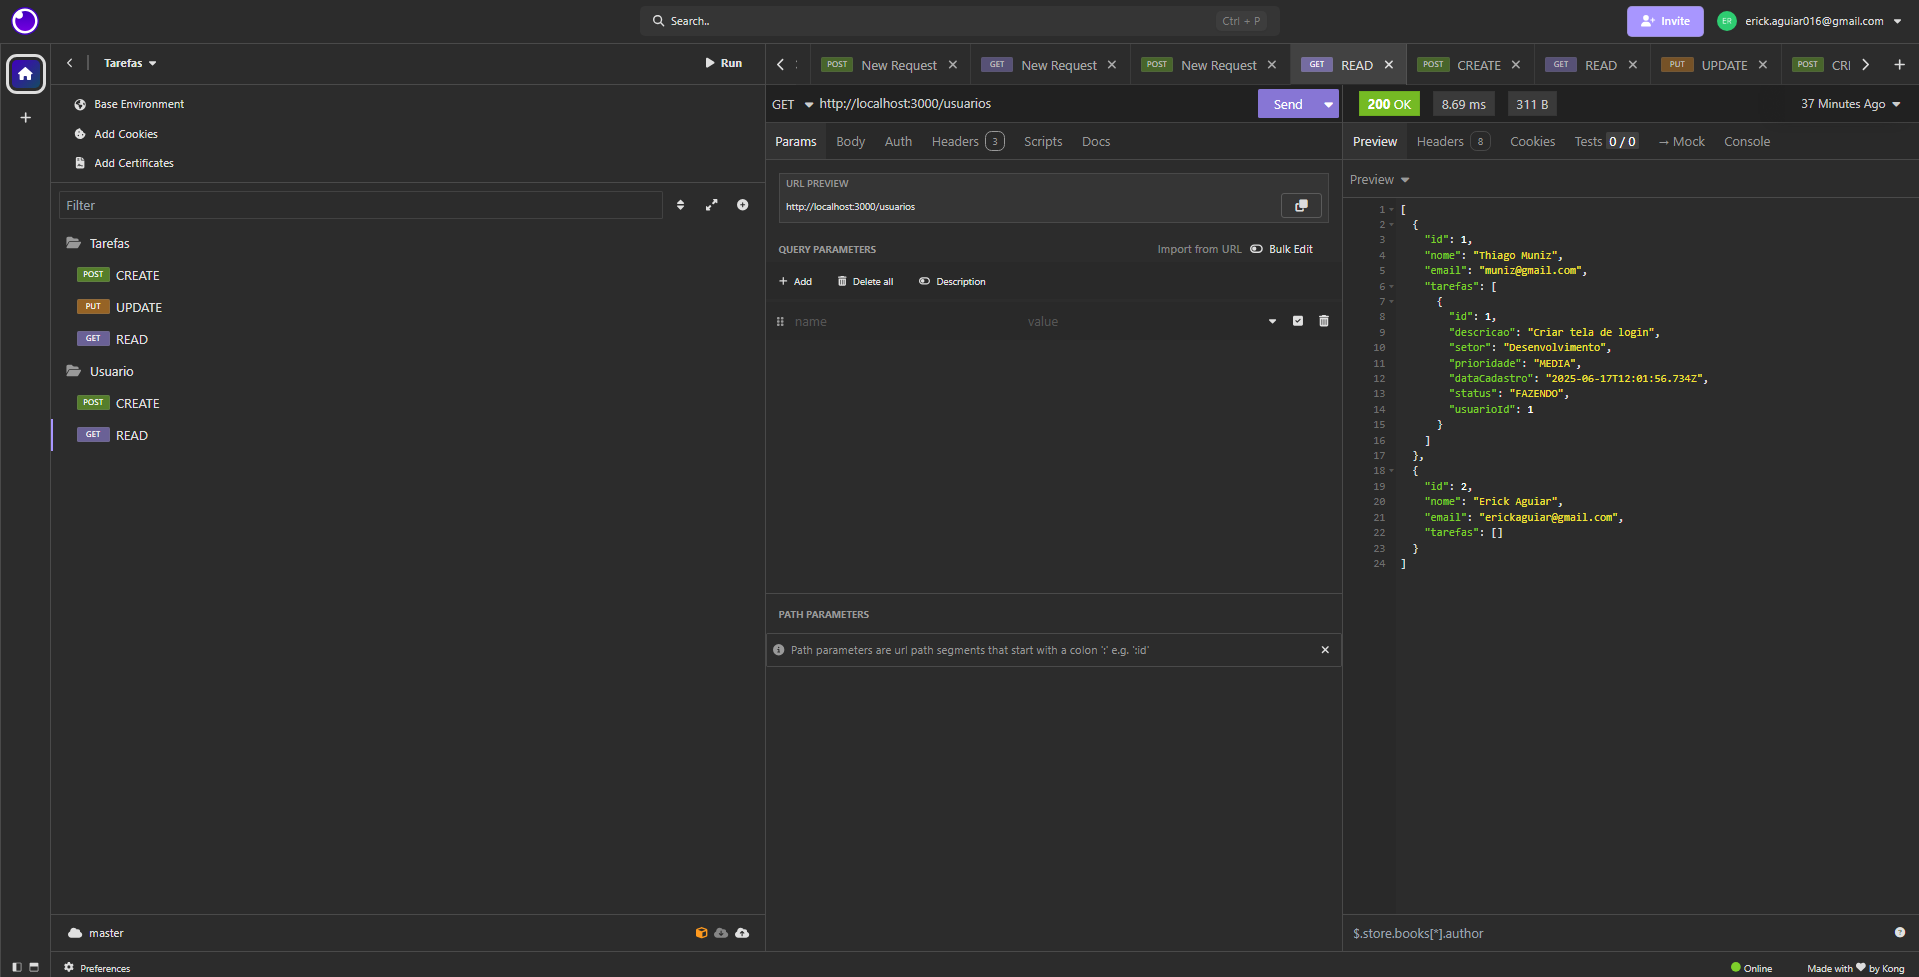 Search..
Ctrl + P
Invite
ER
erick.aguiar016@gmail.com
Tarefas
Run
Base Environment
Add Cookies
Add Certificates
Filter
Tarefas
POST CREATE
PUT UPDATE
GET READ
Usuario
POST CREATE
GET READ
master
Preferences
POST New Request
GET New Request
POST New Request
GET READ
POST CREATE
GET READ
PUT UPDATE
POST CRI
GET http://localhost:3000/usuarios
Send
Params Body Auth Headers 3 Scripts Docs
URL PREVIEW
http://localhost:3000/usuarios
QUERY PARAMETERS
Import from URL Bulk Edit
Add Delete all Description
name value
PATH PARAMETERS
Path parameters are url path segments that start with a colon ':' e.g. ':id'
200 OK 8.69 ms 311 B
37 Minutes Ago
Preview Headers 8 Cookies Tests 0 / 0 → Mock Console
Preview
1 [
2 {
3 "id": 1,
4 "nome": "Thiago Muniz",
5 "email": "muniz@gmail.com",
6 "tarefas": [
7 {
8 "id": 1,
9 "descricao": "Criar tela de login",
10 "setor": "Desenvolvimento",
11 "prioridade": "MEDIA",
12 "dataCadastro": "2025-06-17T12:01:56.734Z",
13 "status": "FAZENDO",
14 "usuarioId": 1
15 }
16 ]
17 },
18 {
19 "id": 2,
20 "nome": "Erick Aguiar",
21 "email": "erickaguiar@gmail.com",
22 "tarefas": []
23 }
24 ]
$.store.books[*].author
Online
Made with ♥ by Kong